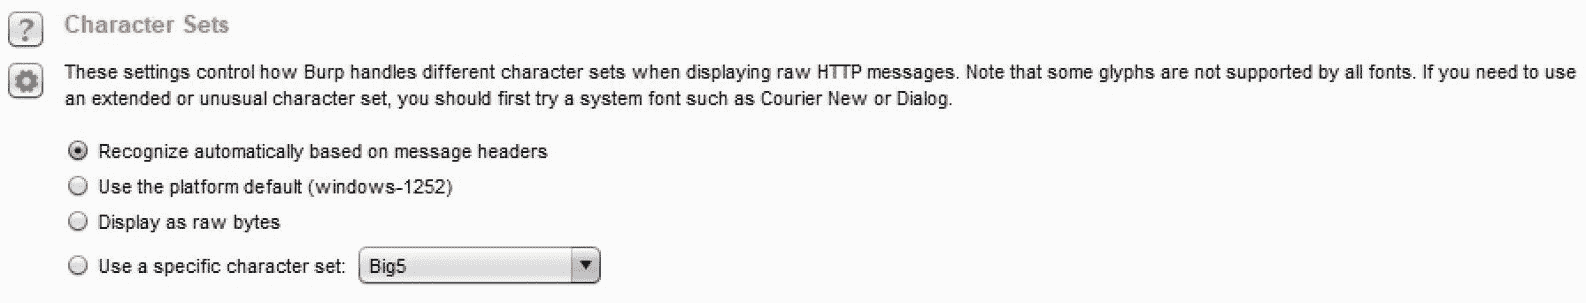 Character Sets
These settings control how Burp handles different character sets when displaying raw HTTP messages. Note that some glyphs are not supported by all fonts. If you need to use
an extended or unusual character set, you should first try a system font such as Courier New or Dialog.
Recognize automatically based on message headers
Use the platform default (windows-1252)
Display as raw bytes
Use a specific character set: Big5